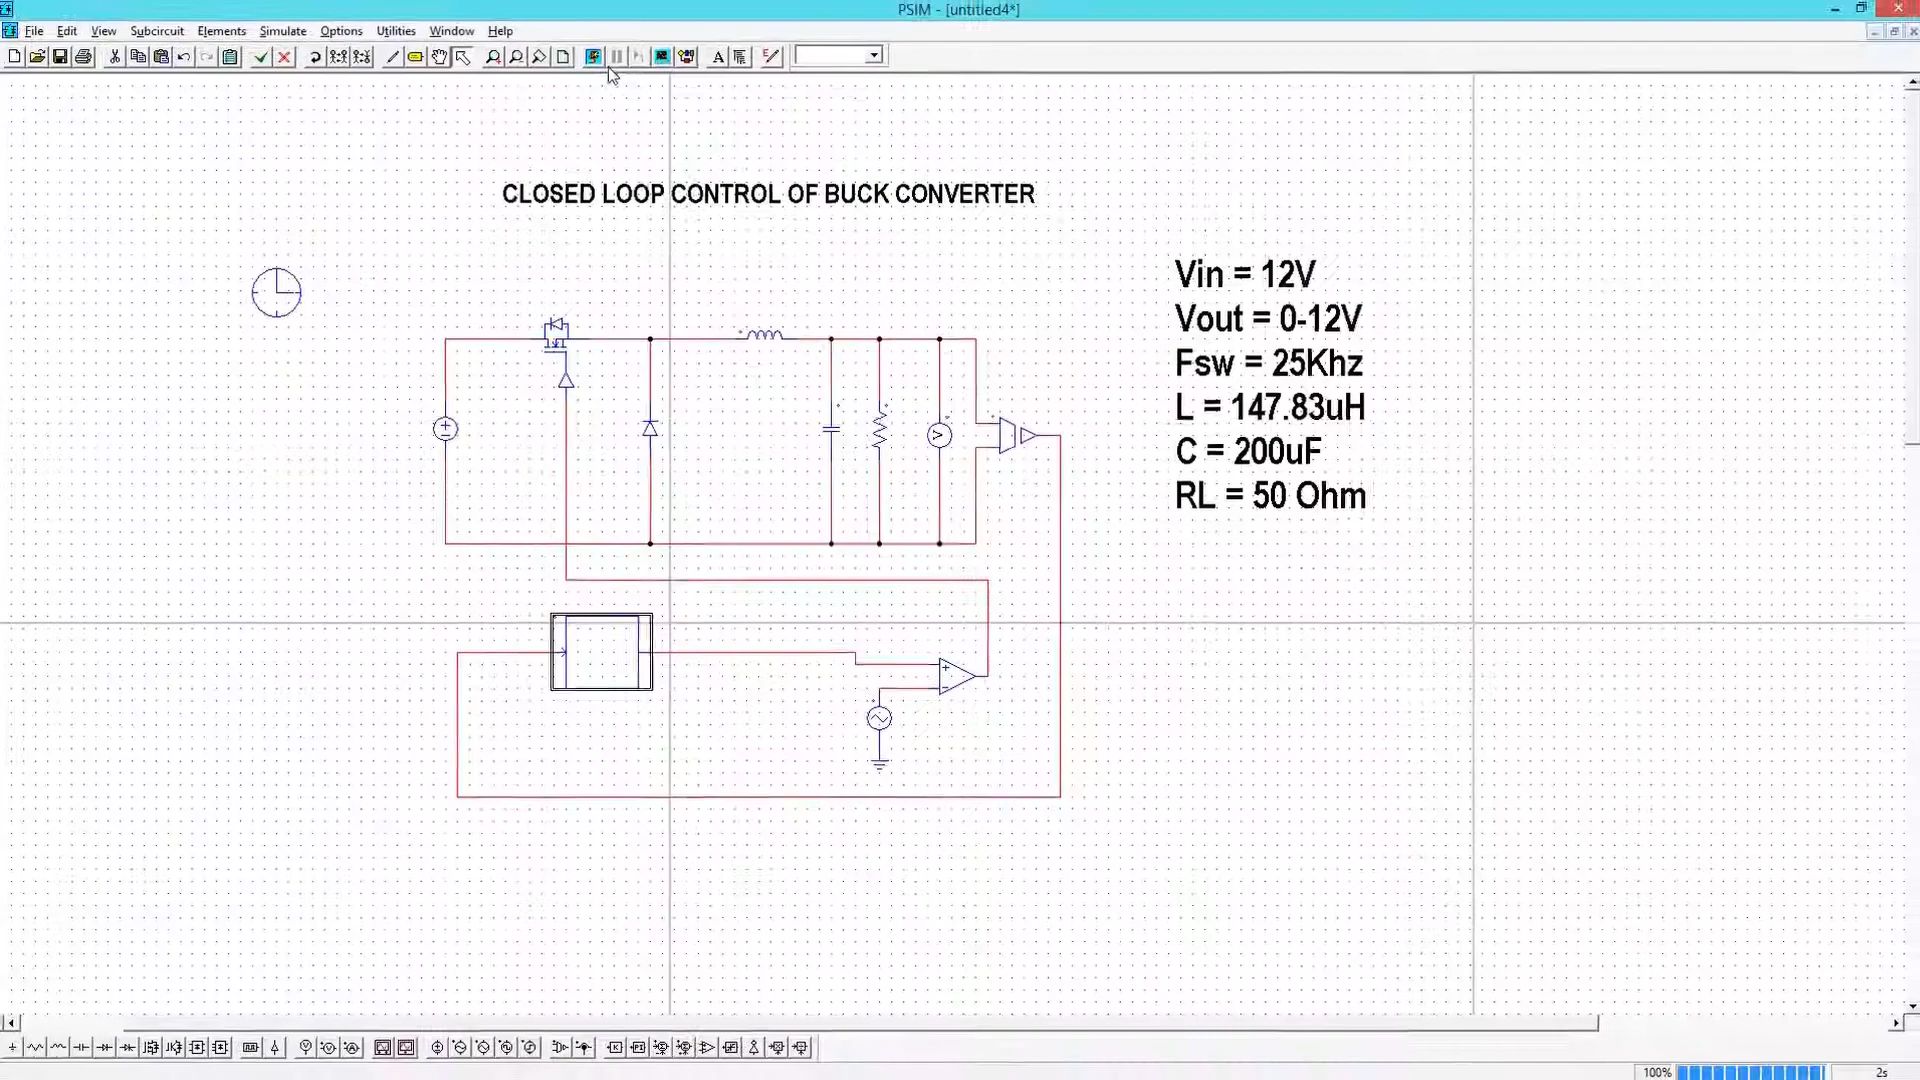 PSIM - [untitled4*]
File Edit View Subcircuit Elements Simulate Options Utilities Window Help
CLOSED LOOP CONTROL OF BUCK CONVERTER
Vin = 12V
Vout = 0-12V
Fsw = 25Khz
L = 147.83uH
C = 200uF
RL = 50 Ohm
100% 2s